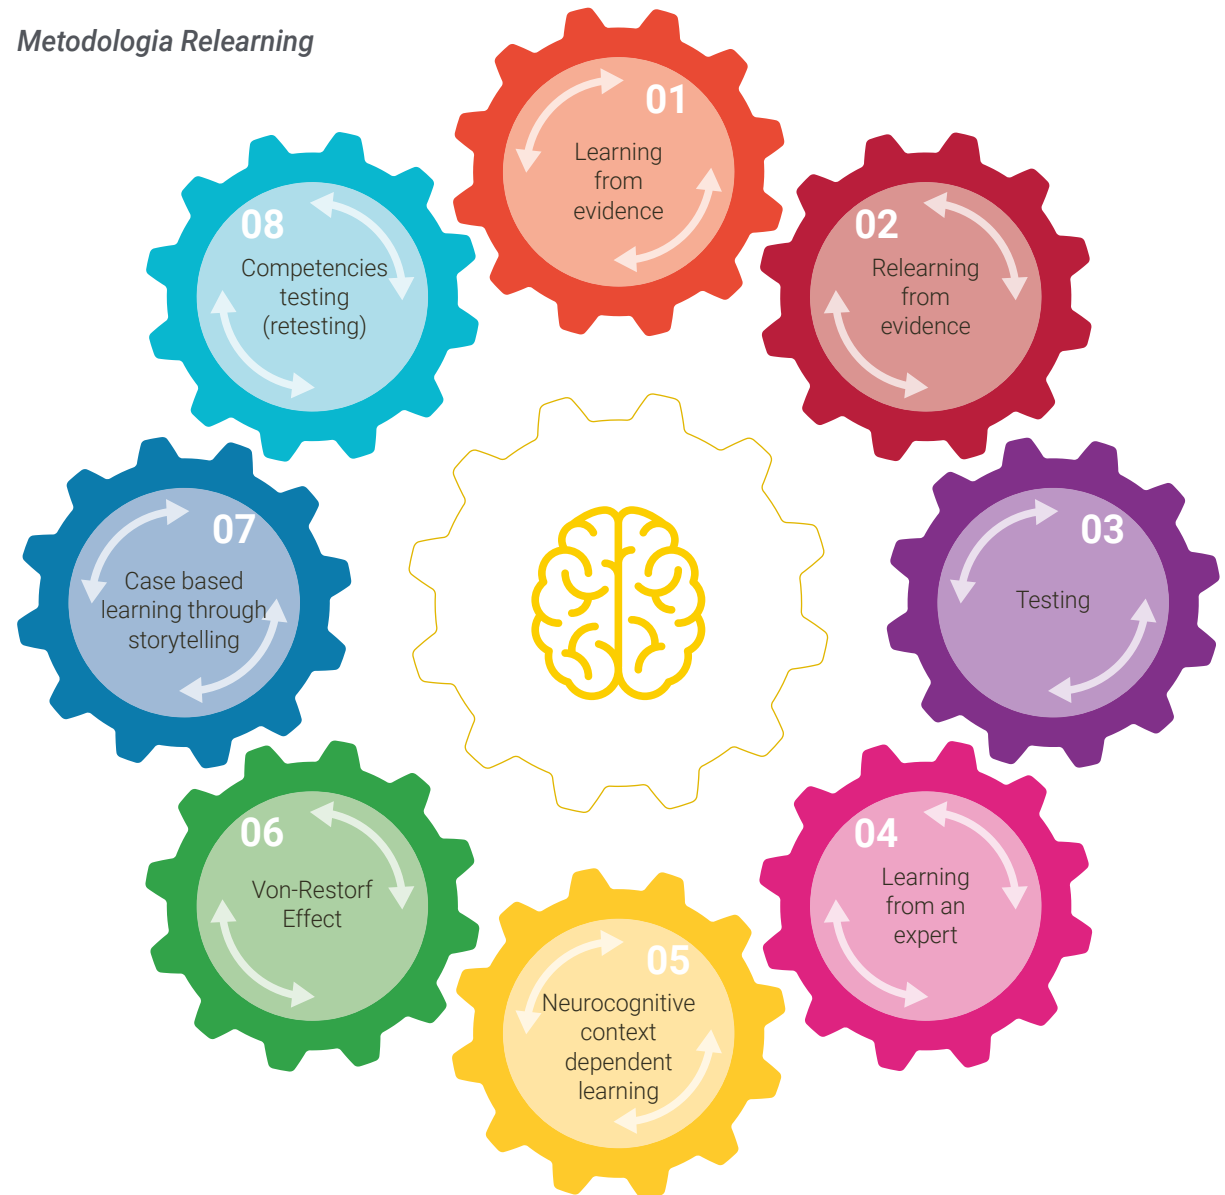 Metodologia Relearning
01
Learning
from
evidence
02
Relearning
from
evidence
03
Testing
04
Learning
from an
expert
05
Neurocognitive
context
dependent
learning
06
Von-Restorf
Effect
07
Case based
learning through
storytelling
08
Competencies
testing
(retesting)